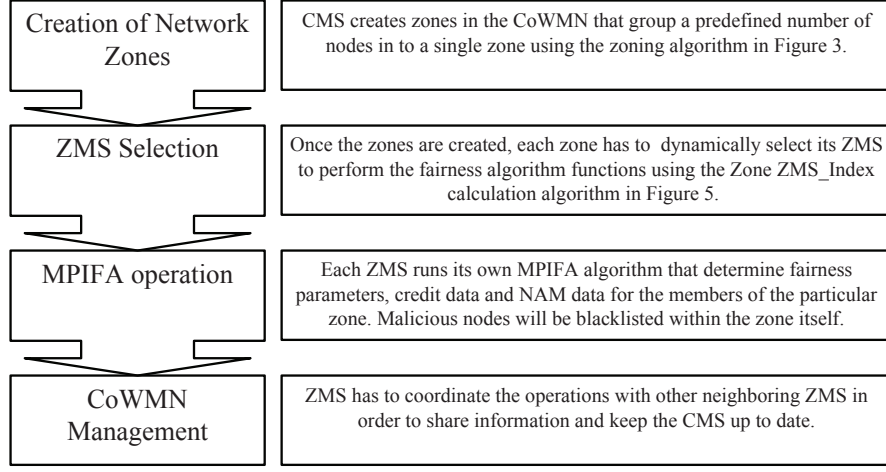 Creation of Network
Zones
CMS creates zones in the CoWMN that group a predefined number of
nodes in to a single zone using the zoning algorithm in Figure 3.
ZMS Selection
Once the zones are created, each zone has to dynamically select its ZMS
to perform the fairness algorithm functions using the Zone ZMS_Index
calculation algorithm in Figure 5.
MPIFA operation
Each ZMS runs its own MPIFA algorithm that determine fairness
parameters, credit data and NAM data for the members of the particular
zone. Malicious nodes will be blacklisted within the zone itself.
CoWMN
Management
ZMS has to coordinate the operations with other neighboring ZMS in
order to share information and keep the CMS up to date.